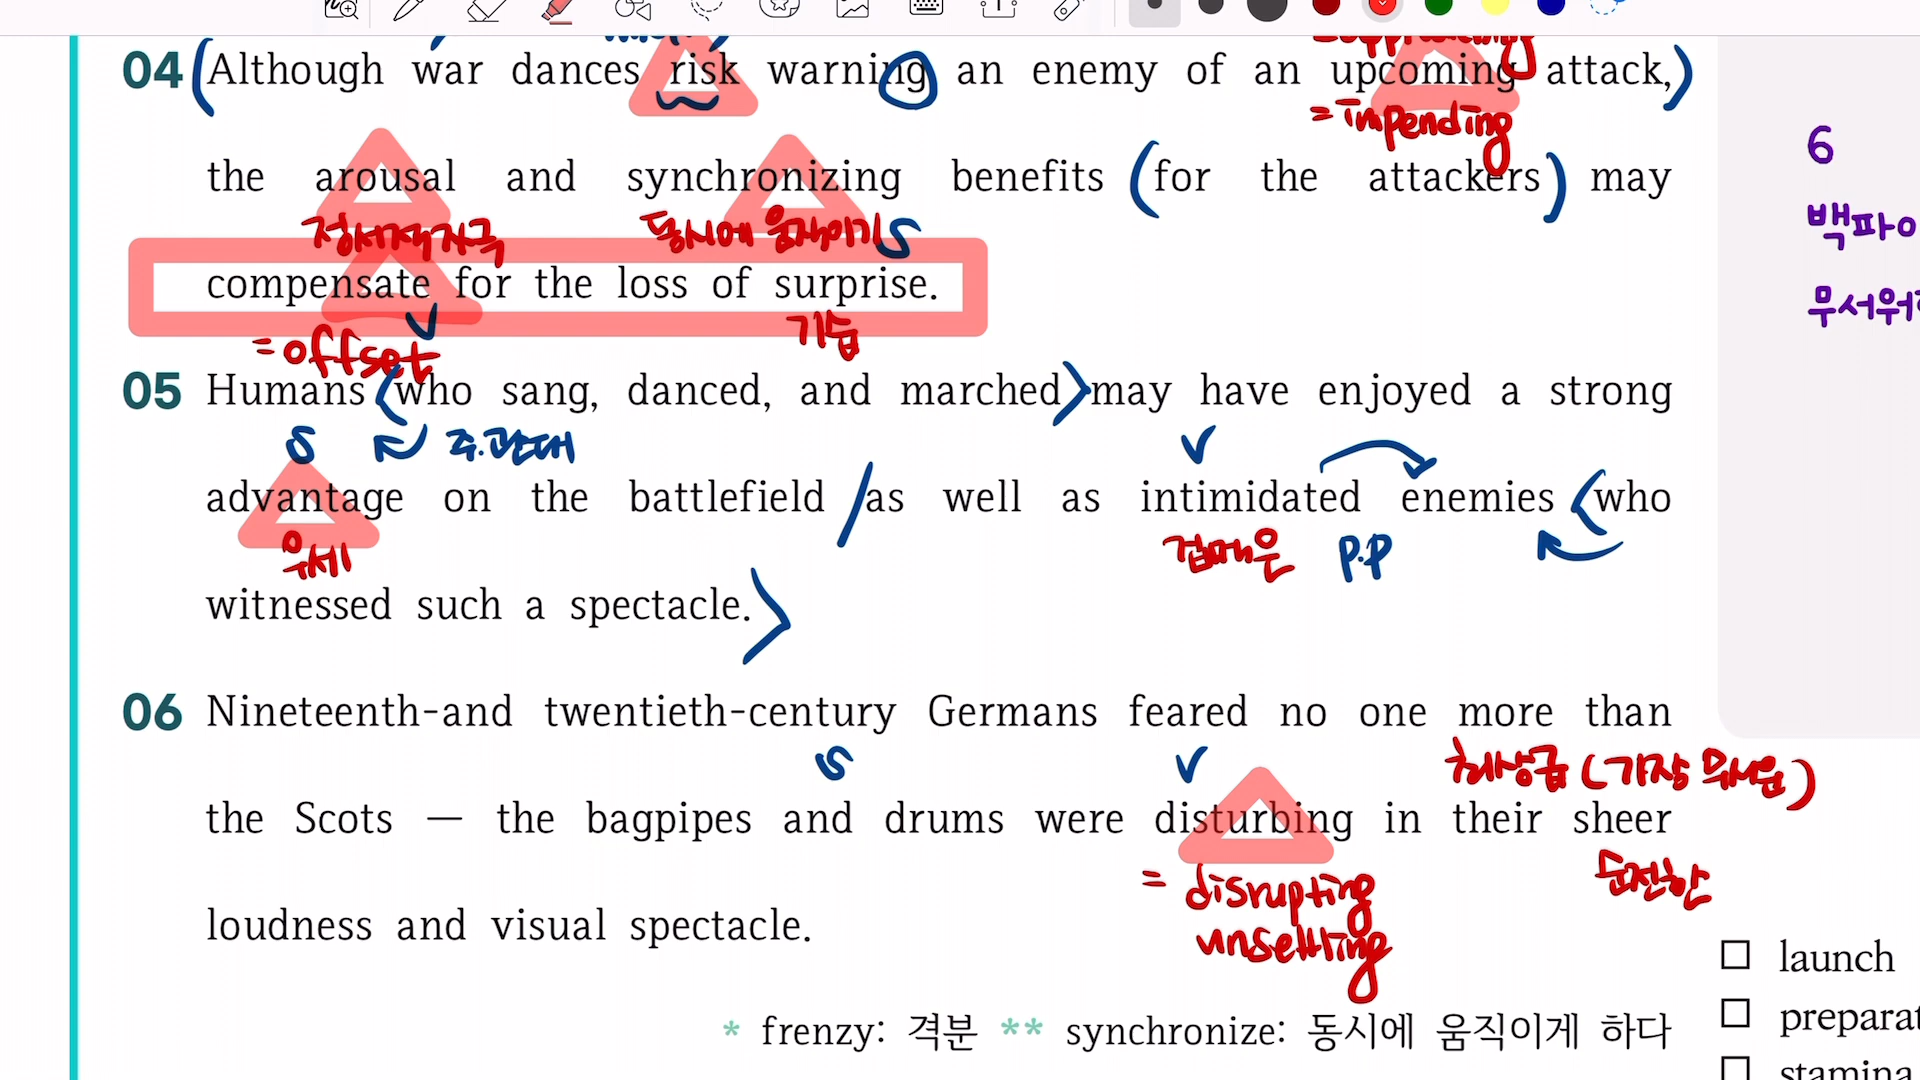 04 Although war dances risk warning an enemy of an upcoming attack,
= impending
the arousal and synchronizing benefits for the attackers may
정서적 자극 동시에 움직이기 S
compensate for the loss of surprise.
V
= offset 기습
05 Humans who sang, danced, and marched may have enjoyed a strong
S 주.관대 V
advantage on the battlefield / as well as intimidated enemies who
우세 겁먹은 P.P
witnessed such a spectacle.
06 Nineteenth-and twentieth-century Germans feared no one more than
S V 최상급 (가장 무서운)
the Scots — the bagpipes and drums were disturbing in their sheer
= disrupting 순전한
unsettling
loudness and visual spectacle.
* frenzy: 격분 ** synchronize: 동시에 움직이게 하다
6
백파이
무서워
launch
preparat
stamina